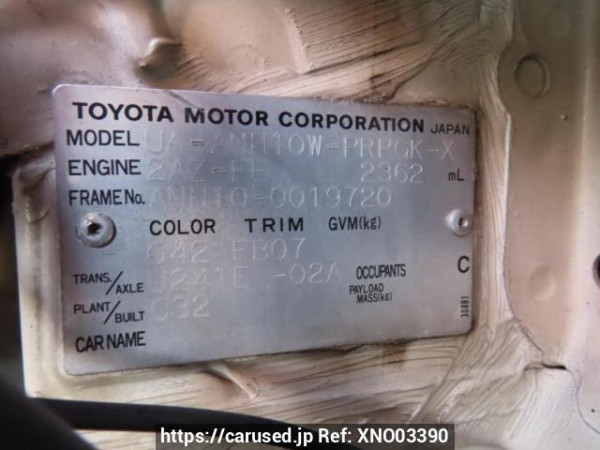 TOYOTA MOTOR CORPORATION JAPAN
MODEL UA-ANH10W-PRPGK-X
ENGINE 2AZ-FE 2362 mL
FRAME No. ANH10-0019720
COLOR TRIM GVM(kg)
642 FB07
TRANS/AXLE U241E -02A OCCUPANTS C
PAYLOAD MASS(kg)
PLANT/BUILT C32
CAR NAME
https://carused.jp Ref: XNO03390